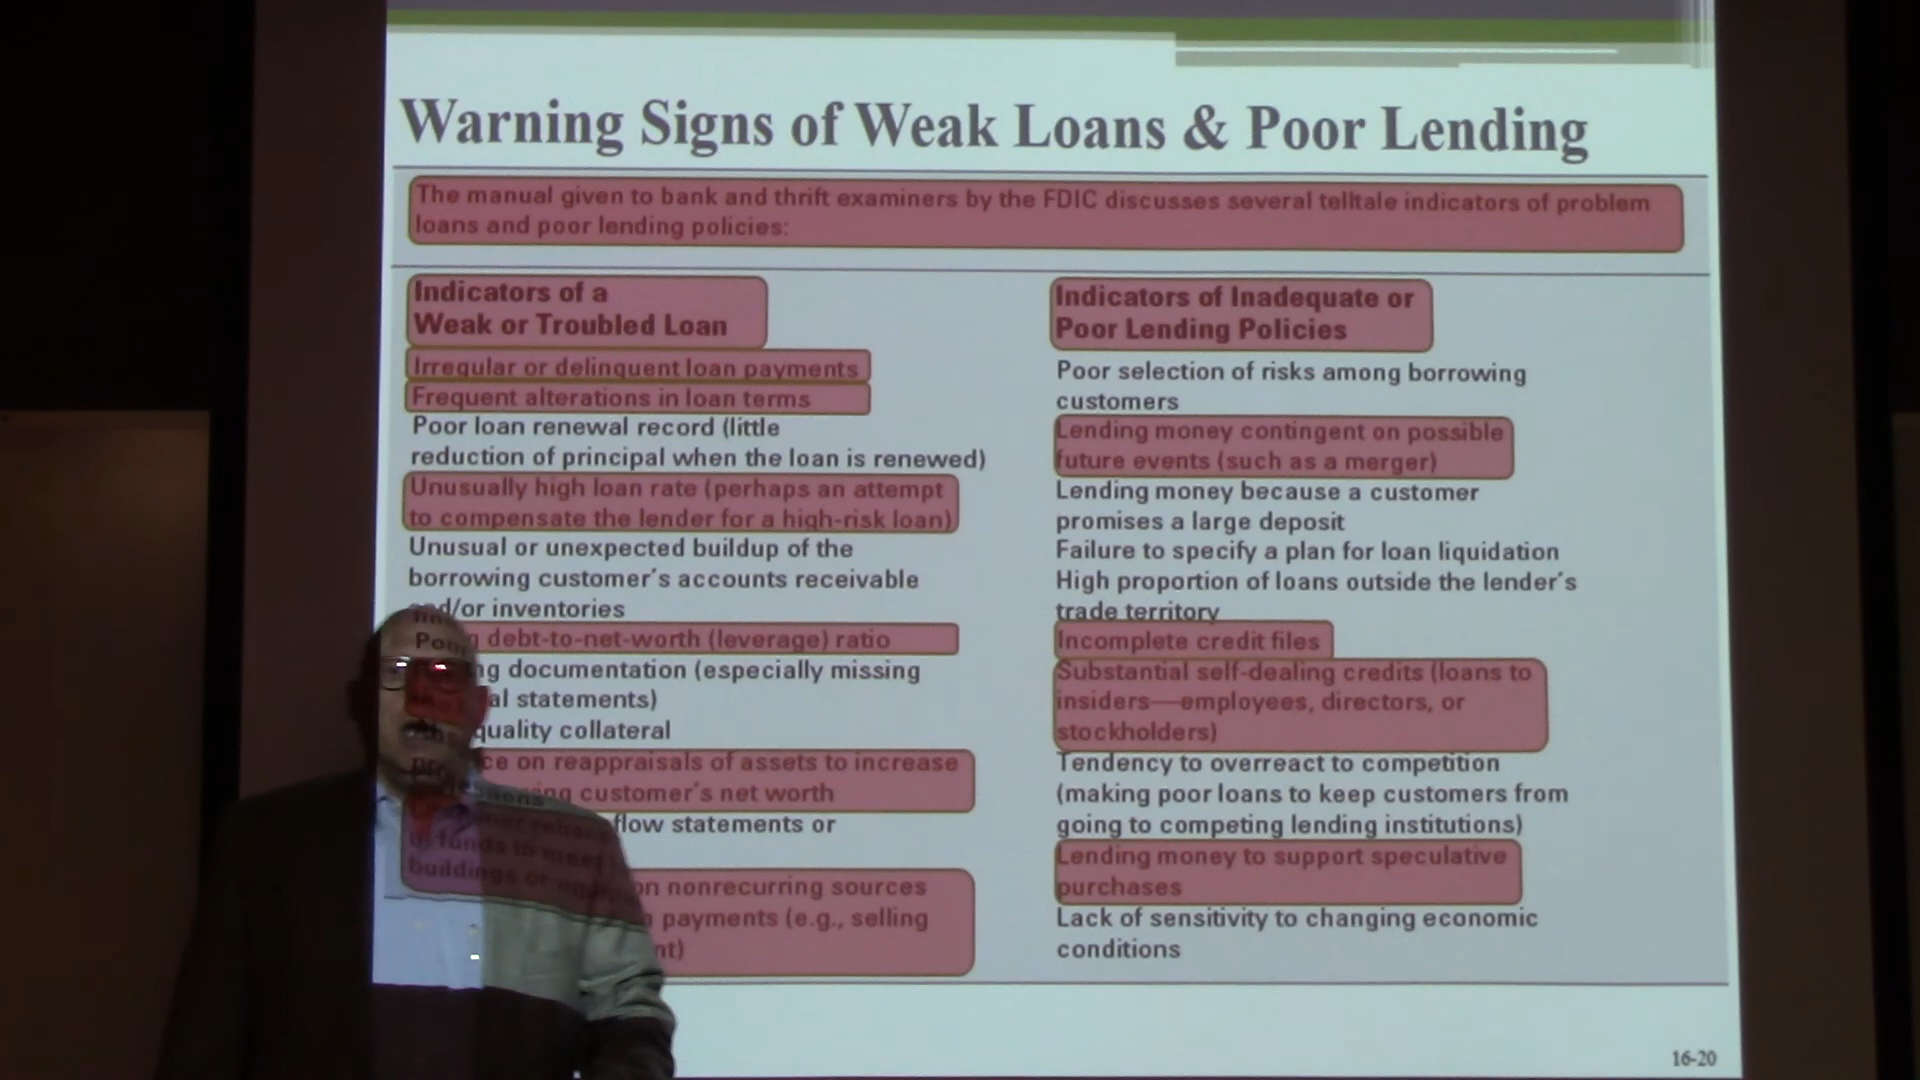 Warning Signs of Weak Loans & Poor Lending
The manual given to bank and thrift examiners by the FDIC discusses several telltale indicators of problem
loans and poor lending policies:
Indicators of a
Weak or Troubled Loan
Irregular or delinquent loan payments
Frequent alterations in loan terms
Poor loan renewal record (little
reduction of principal when the loan is renewed)
Unusually high loan rate (perhaps an attempt
to compensate the lender for a high-risk loan)
Unusual or unexpected buildup of the
borrowing customer's accounts receivable
and/or inventories
debt-to-net-worth (leverage) ratio
documentation (especially missing
statements)
quality collateral
on reappraisals of assets to increase
customer's net worth
flow statements or
on nonrecurring sources
payments (e.g., selling
buildings or
Indicators of Inadequate or
Poor Lending Policies
Poor selection of risks among borrowing
customers
Lending money contingent on possible
future events (such as a merger)
Lending money because a customer
promises a large deposit
Failure to specify a plan for loan liquidation
High proportion of loans outside the lender's
trade territory
Incomplete credit files
Substantial self-dealing credits (loans to
insiders—employees, directors, or
stockholders)
Tendency to overreact to competition
(making poor loans to keep customers from
going to competing lending institutions)
Lending money to support speculative
purchases
Lack of sensitivity to changing economic
conditions
16-20